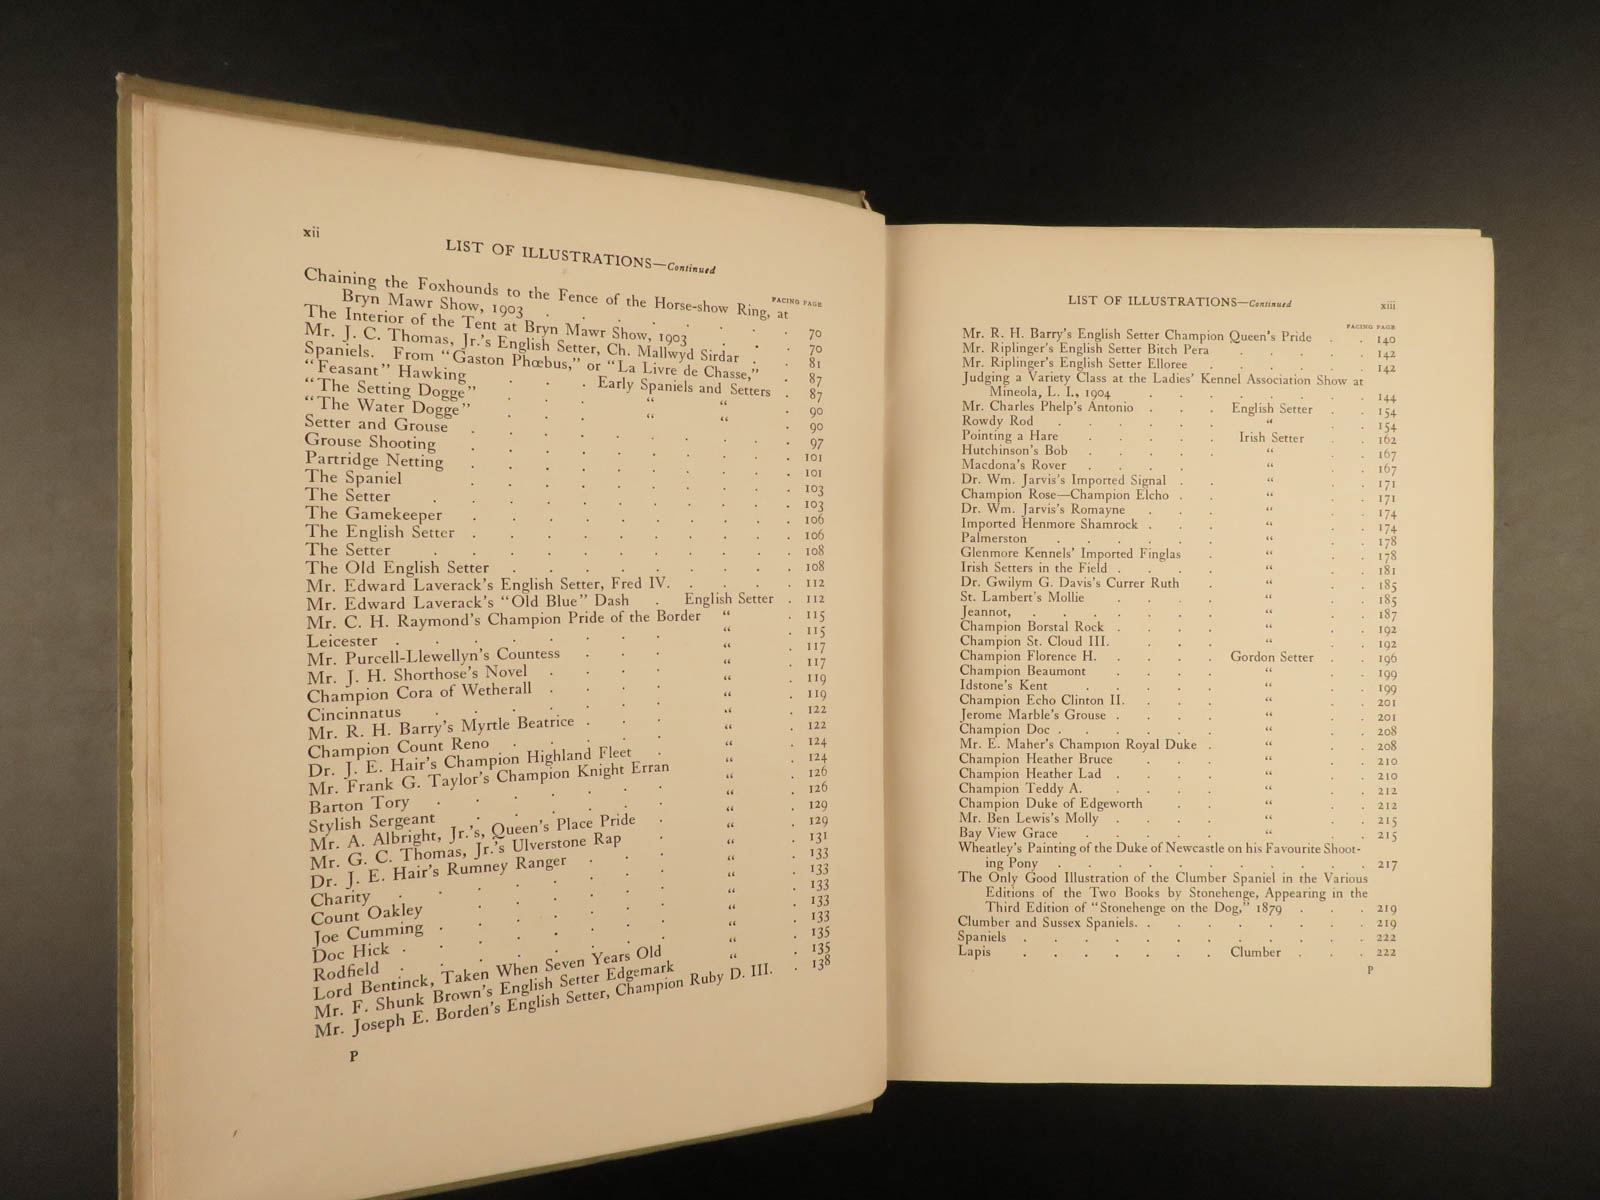 xii
LIST OF ILLUSTRATIONS—Continued
FACING PAGE
Chaining the Foxhounds to the Fence of the Horse-show Ring, at
Bryn Mawr Show, 1903 . . . . . . . 70
The Interior of the Tent at Bryn Mawr Show, 1903 . . . 70
Mr. J. C. Thomas, Jr.'s English Setter, Ch. Mallwyd Sirdar . . 81
Spaniels. From "Gaston Phœbus," or "La Livre de Chasse," . 87
"Feasant" Hawking . . . Early Spaniels and Setters . 87
"The Setting Dogge" . . . “ “ . 90
"The Water Dogge" . . . “ “ . 90
Setter and Grouse . . . . . . . . . 97
Grouse Shooting . . . . . . . . . 101
Partridge Netting . . . . . . . . . 101
The Spaniel . . . . . . . . . 103
The Setter . . . . . . . . . . 103
The Gamekeeper . . . . . . . . . 106
The English Setter . . . . . . . . . 106
The Setter . . . . . . . . . . 108
The Old English Setter . . . . . . . . 108
Mr. Edward Laverack's English Setter, Fred IV. . . . . 112
Mr. Edward Laverack's "Old Blue" Dash . English Setter . 112
Mr. C. H. Raymond's Champion Pride of the Border “ . 115
Leicester . . . . . . . “ . 115
Mr. Purcell-Llewellyn's Countess . . . “ . 117
Mr. J. H. Shorthose's Novel . . . . “ . 117
Champion Cora of Wetherall . . . . “ . 119
Cincinnatus . . . . . . “ . 119
Mr. R. H. Barry's Myrtle Beatrice . . . “ . 122
Champion Count Reno . . . . . “ . 122
Dr. J. E. Hair's Champion Highland Fleet . “ . 124
Mr. Frank G. Taylor's Champion Knight Erran “ . 124
Barton Tory . . . . . . “ . 126
Stylish Sergeant . . . . . “ . 126
Mr. A. Albright, Jr.'s, Queen's Place Pride . “ . 129
Mr. G. C. Thomas, Jr.'s Ulverstone Rap . “ . 129
Dr. J. E. Hair's Rumney Ranger . . . “ . 131
Charity . . . . . . . “ . 133
Count Oakley . . . . . “ . 133
Joe Cumming . . . . . . “ . 133
Doc Hick . . . . . . . “ . 133
Rodfield . . . . . . . “ . 133
Lord Bentinck, Taken When Seven Years Old “ . 135
Mr. F. Shunk Brown's English Setter Edgemark “ . 135
Mr. Joseph E. Borden's English Setter, Champion Ruby D. III. . 138
P
LIST OF ILLUSTRATIONS—Continued
xiii
FACING PAGE
Mr. R. H. Barry's English Setter Champion Queen's Pride . . 140
Mr. Riplinger's English Setter Bitch Pera . . . . . 142
Mr. Riplinger's English Setter Elloree . . . . . . 142
Judging a Variety Class at the Ladies' Kennel Association Show at
Mineola, L. I., 1904 . . . . . . . 144
Mr. Charles Phelp's Antonio . . . English Setter . . 154
Rowdy Rod . . . . . . “ . . 154
Pointing a Hare . . . . . Irish Setter . . 162
Hutchinson's Bob . . . . . “ . . 167
Macdona's Rover . . . . “ . . 167
Dr. Wm. Jarvis's Imported Signal . . “ . . 171
Champion Rose—Champion Elcho . . “ . . 171
Dr. Wm. Jarvis's Romayne . . . “ . . 174
Imported Henmore Shamrock . . . “ . . 174
Palmerston . . . . . . “ . . 178
Glenmore Kennels' Imported Finglas . “ . . 178
Irish Setters in the Field . . . . “ . . 181
Dr. Gwilym G. Davis's Currer Ruth . “ . . 185
St. Lambert's Mollie . . . . “ . . 185
Jeannot, . . . . . . “ . . 187
Champion Borstal Rock . . . . “ . . 192
Champion St. Cloud III. . . . “ . . 192
Champion Florence H. . . . . Gordon Setter . . 196
Champion Beaumont . . . . “ . . 199
Idstone's Kent . . . . . “ . . 199
Champion Echo Clinton II. . . . “ . . 201
Jerome Marble's Grouse . . . . “ . . 201
Champion Doc . . . . . . “ . . 208
Mr. E. Maher's Champion Royal Duke . “ . . 208
Champion Heather Bruce . . . “ . . 210
Champion Heather Lad . . . . “ . . 210
Champion Teddy A. . . . . “ . . 212
Champion Duke of Edgeworth . . “ . . 212
Mr. Ben Lewis's Molly . . . . “ . . 215
Bay View Grace . . . . . “ . . 215
Wheatley's Painting of the Duke of Newcastle on his Favourite Shoot-
ing Pony . . . . . . . . . 217
The Only Good Illustration of the Clumber Spaniel in the Various
Editions of the Two Books by Stonehenge, Appearing in the
Third Edition of "Stonehenge on the Dog," 1879 . . . 219
Clumber and Sussex Spaniels. . . . . . . . 219
Spaniels . . . . . . . . . . 222
Lapis . . . . . . Clumber . . . 222
P